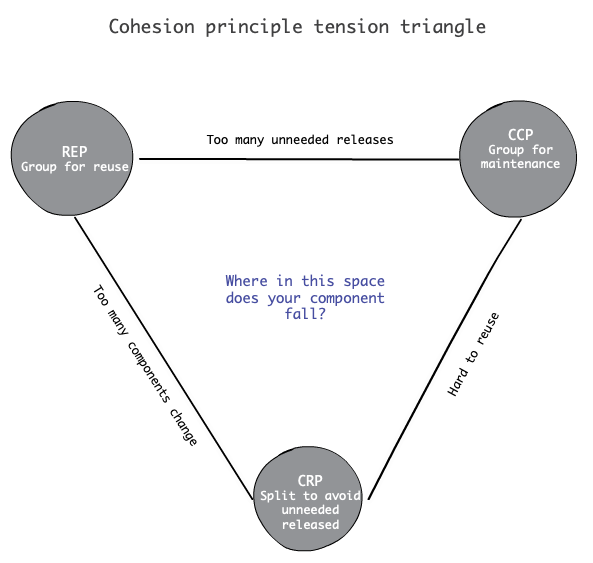 Cohesion principle tension triangle
REP
Group for reuse
Too many unneeded releases
CCP
Group for
maintenance
Where in this space
does your component
fall?
Too many components change
Hard to reuse
CRP
Split to avoid
unneeded
released